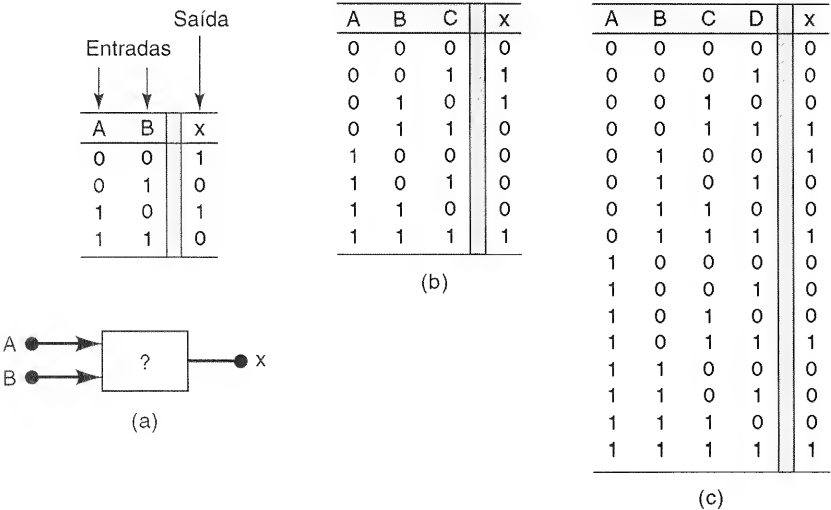 Saída
Entradas
A B x
0 0 1
0 1 0
1 0 1
1 1 0
A
B
?
x
(a)
A B C x
0 0 0 0
0 0 1 1
0 1 0 1
0 1 1 0
1 0 0 0
1 0 1 0
1 1 0 0
1 1 1 1
(b)
A B C D x
0 0 0 0 0
0 0 0 1 0
0 0 1 0 0
0 0 1 1 1
0 1 0 0 1
0 1 0 1 0
0 1 1 0 0
0 1 1 1 1
1 0 0 0 0
1 0 0 1 0
1 0 1 0 0
1 0 1 1 1
1 1 0 0 0
1 1 0 1 0
1 1 1 0 0
1 1 1 1 1
(c)